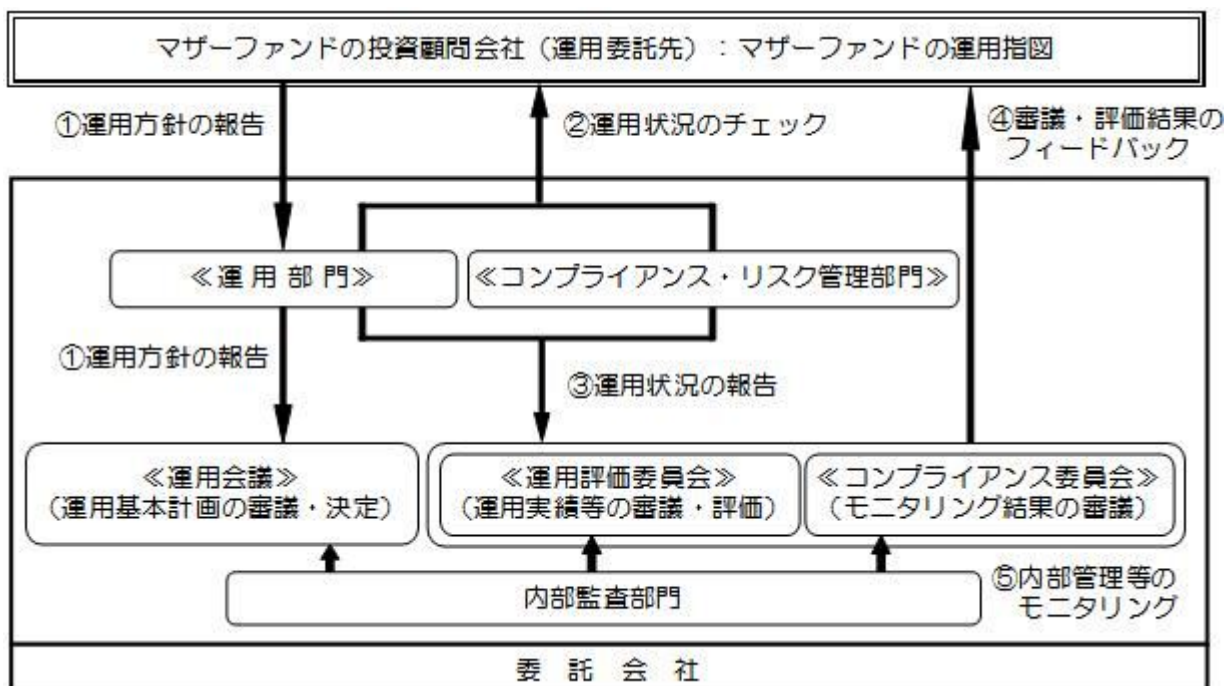 マザーファンドの投資顧問会社（運用委託先）：マザーファンドの運用指図
①運用方針の報告
②運用状況のチェック
④審議・評価結果の
フィードバック
≪運 用 部 門≫
≪コンプライアンス・リスク管理部門≫
①運用方針の報告
③運用状況の報告
≪運用会議≫
（運用基本計画の審議・決定）
≪運用評価委員会≫
（運用実績等の審議・評価）
≪コンプライアンス委員会≫
（モニタリング結果の審議）
内部監査部門
⑤内部管理等の
モニタリング
委 託 会 社